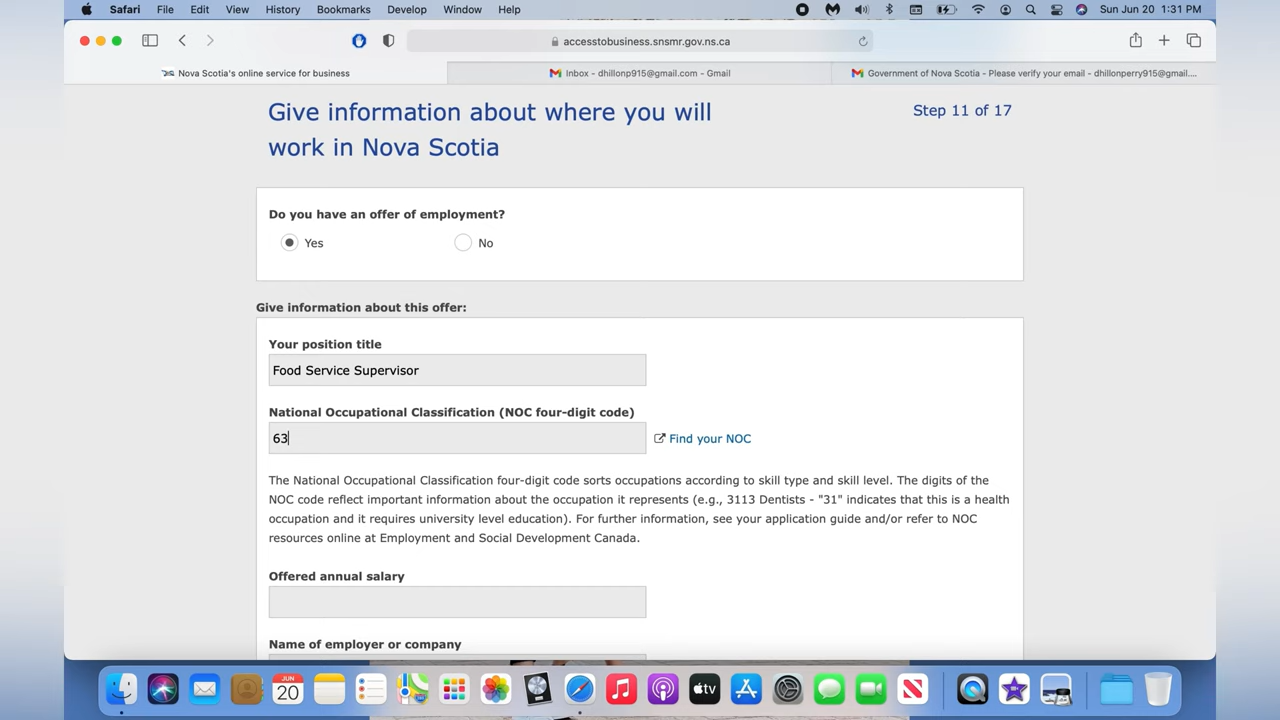 Safari File Edit View History Bookmarks Develop Window Help Sun Jun 20 1:31 PM
accesstobusiness.snsmr.gov.ns.ca
Nova Scotia's online service for business
Inbox - dhillonp915@gmail.com - Gmail
Government of Nova Scotia - Please verify your email - dhillonperry915@gmail....
Give information about where you will
work in Nova Scotia
Step 11 of 17
Do you have an offer of employment?
Yes No
Give information about this offer:
Your position title
Food Service Supervisor
National Occupational Classification (NOC four-digit code)
63
Find your NOC
The National Occupational Classification four-digit code sorts occupations according to skill type and skill level. The digits of the
NOC code reflect important information about the occupation it represents (e.g., 3113 Dentists - "31" indicates that this is a health
occupation and it requires university level education). For further information, see your application guide and/or refer to NOC
resources online at Employment and Social Development Canada.
Offered annual salary
Name of employer or company
JUN
20
tv